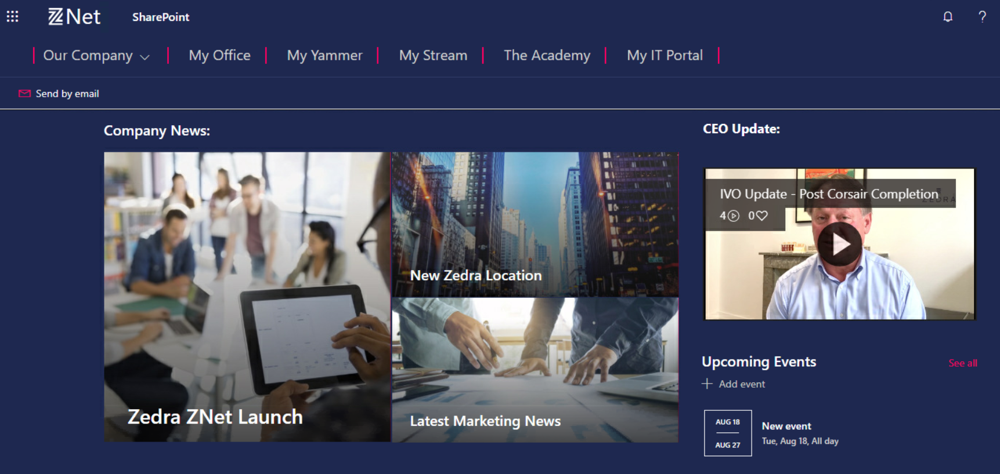 ZNet
SharePoint
Our Company
My Office
My Yammer
My Stream
The Academy
My IT Portal
Send by email
Company News:
Zedra ZNet Launch
New Zedra Location
Latest Marketing News
CEO Update:
IVO Update - Post Corsair Completion
ZEDRA
4
0
Upcoming Events
See all
Add event
AUG 18
AUG 27
New event
Tue, Aug 18, All day